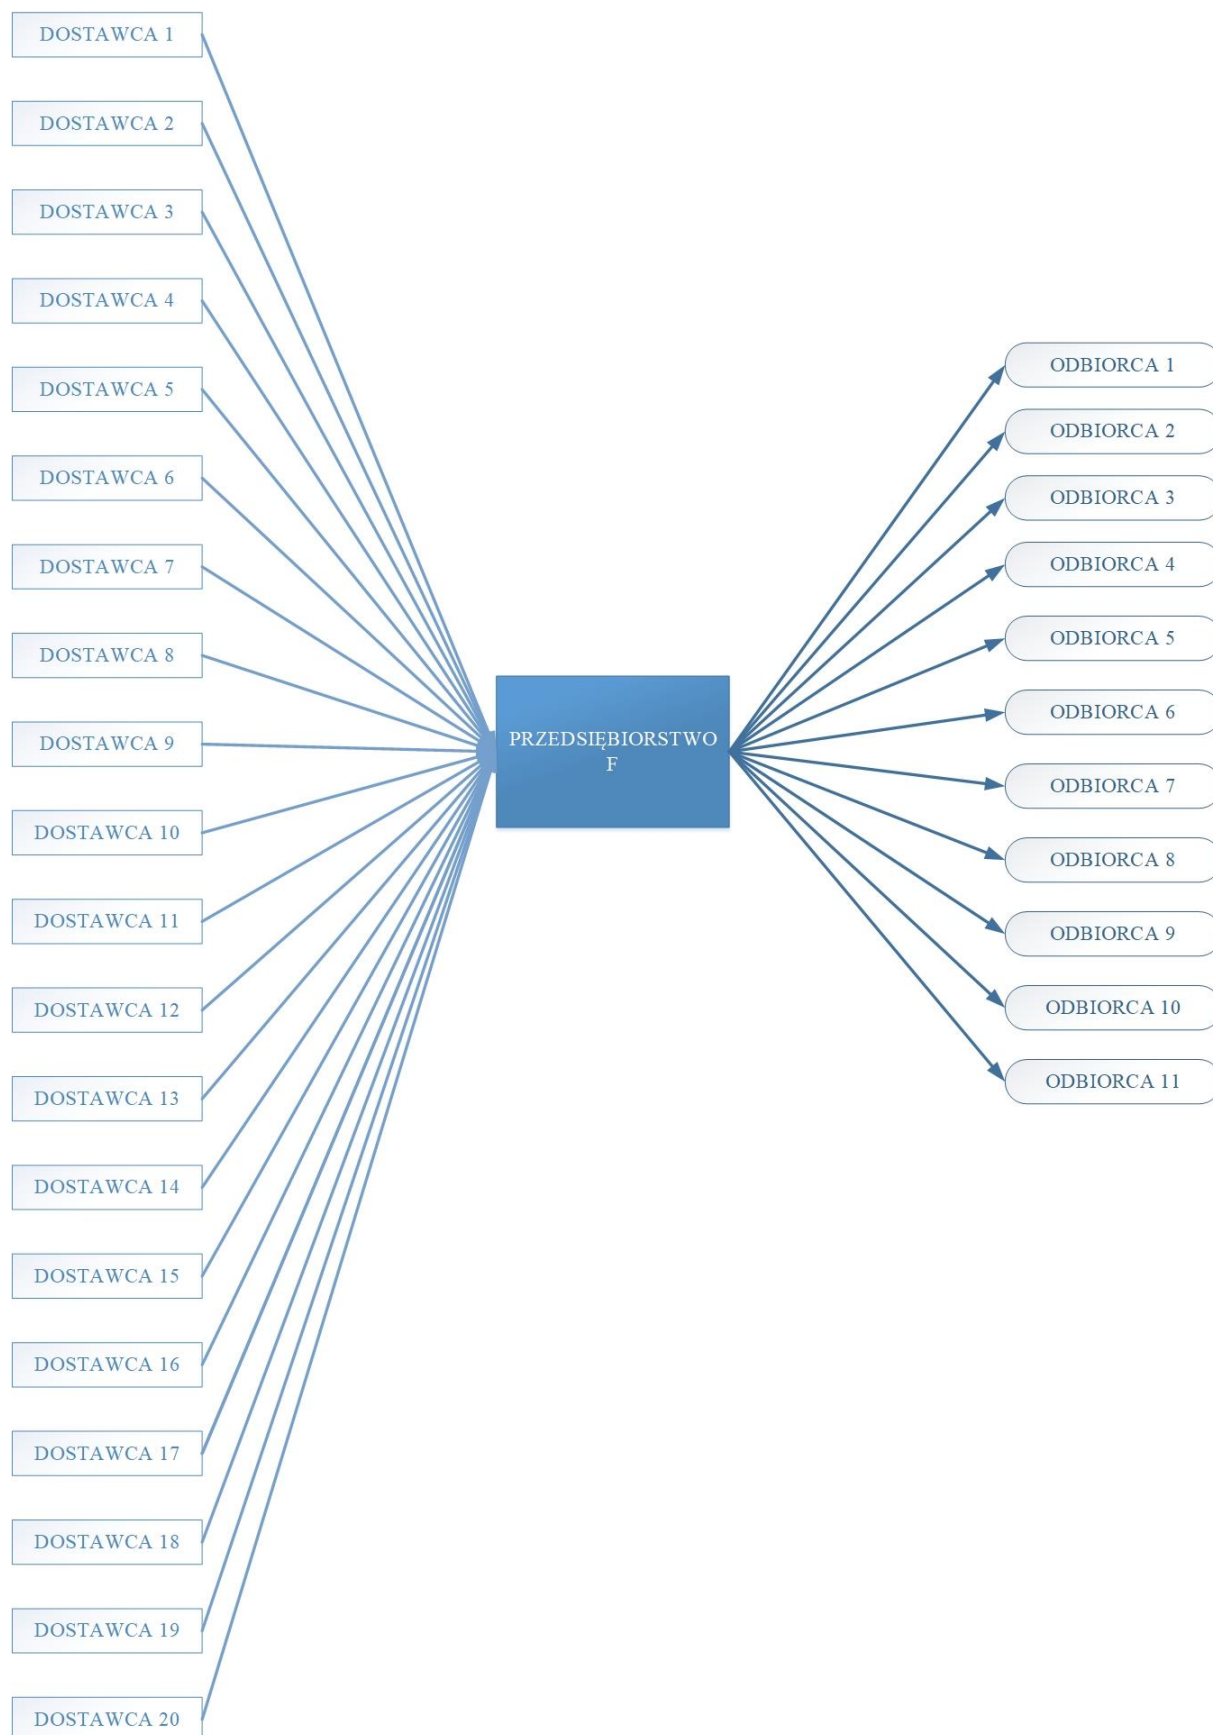 DOSTAWCA 1
DOSTAWCA 2
DOSTAWCA 3
DOSTAWCA 4
DOSTAWCA 5
DOSTAWCA 6
DOSTAWCA 7
DOSTAWCA 8
DOSTAWCA 9
DOSTAWCA 10
DOSTAWCA 11
DOSTAWCA 12
DOSTAWCA 13
DOSTAWCA 14
DOSTAWCA 15
DOSTAWCA 16
DOSTAWCA 17
DOSTAWCA 18
DOSTAWCA 19
DOSTAWCA 20
PRZEDSIĘBIORSTWO
F
ODBIORCA 1
ODBIORCA 2
ODBIORCA 3
ODBIORCA 4
ODBIORCA 5
ODBIORCA 6
ODBIORCA 7
ODBIORCA 8
ODBIORCA 9
ODBIORCA 10
ODBIORCA 11